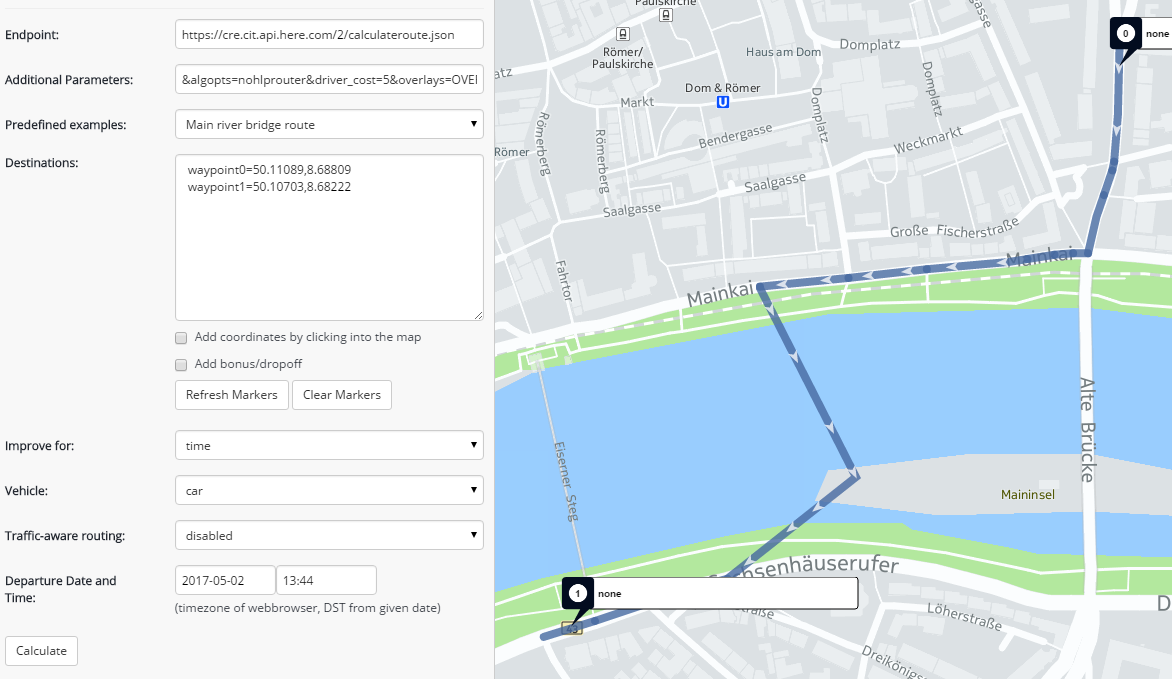 Endpoint:
https://cre.cit.api.here.com/2/calculateroute.json
Additional Parameters:
&algopts=nohlprouter&driver_cost=5&overlays=OVE
Predefined examples:
Main river bridge route
Destinations:
waypoint0=50.11089,8.68809
waypoint1=50.10703,8.68222
Add coordinates by clicking into the map
Add bonus/dropoff
Refresh Markers
Clear Markers
Improve for:
time
Vehicle:
car
Traffic-aware routing:
disabled
Departure Date and
Time:
2017-05-02
13:44
(timezone of webbrowser, DST from given date)
Calculate
Paulskirche
Römer/
Paulskirche
Haus am Dom
Domplatz
0
none
Dom & Römer
U
Markt
Domplatz
Domplatz
Bendergasse
Weckmarkt
Römer
Römerberg
Römerberg
Saalgasse
Saalgasse
Große Fischerstraße
Mainkai
Mainkai
Fahrtor
Alte Brücke
Eiserner Steg
Maininsel
1
none
43
Löherstraße